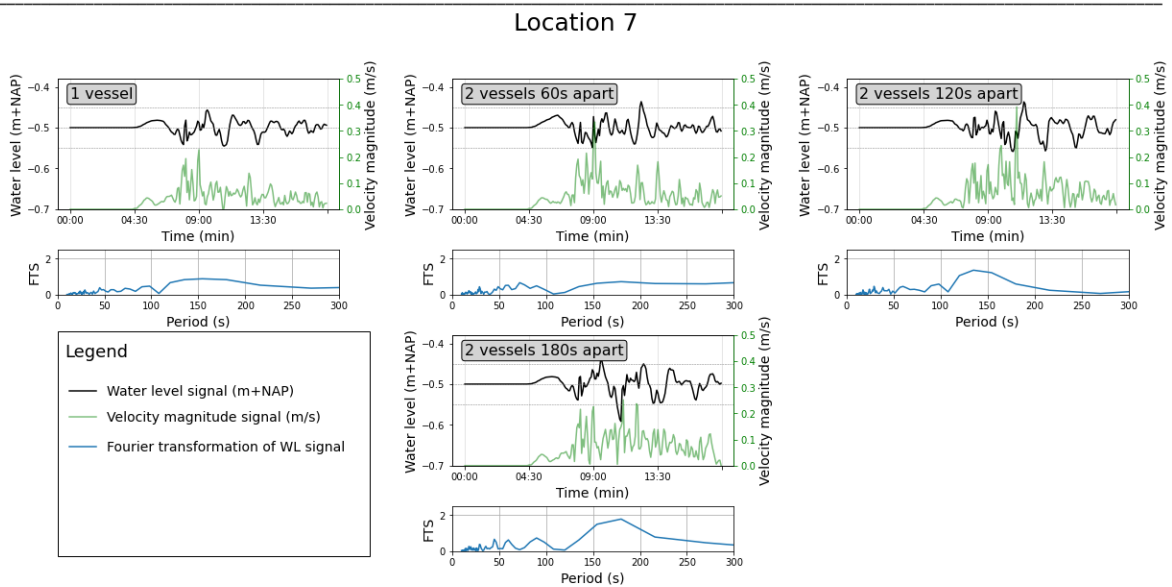 Location 7
1 vessel
Water level (m+NAP)
−0.4
−0.5
−0.6
−0.7
00:00 04:30 09:00 13:30
Time (min)
0.5
0.4
0.3
0.2
0.1
0.0
Velocity magnitude (m/s)
FTS
2
0
0 50 100 150 200 250 300
Period (s)
2 vessels 60s apart
Water level (m+NAP)
−0.4
−0.5
−0.6
−0.7
00:00 04:30 09:00 13:30
Time (min)
0.5
0.4
0.3
0.2
0.1
0.0
Velocity magnitude (m/s)
FTS
2
0
0 50 100 150 200 250 300
Period (s)
2 vessels 120s apart
Water level (m+NAP)
−0.4
−0.5
−0.6
−0.7
00:00 04:30 09:00 13:30
Time (min)
0.5
0.4
0.3
0.2
0.1
0.0
Velocity magnitude (m/s)
FTS
2
0
0 50 100 150 200 250 300
Period (s)
Legend
Water level signal (m+NAP)
Velocity magnitude signal (m/s)
Fourier transformation of WL signal
2 vessels 180s apart
Water level (m+NAP)
−0.4
−0.5
−0.6
−0.7
00:00 04:30 09:00 13:30
Time (min)
0.5
0.4
0.3
0.2
0.1
0.0
Velocity magnitude (m/s)
FTS
2
0
0 50 100 150 200 250 300
Period (s)